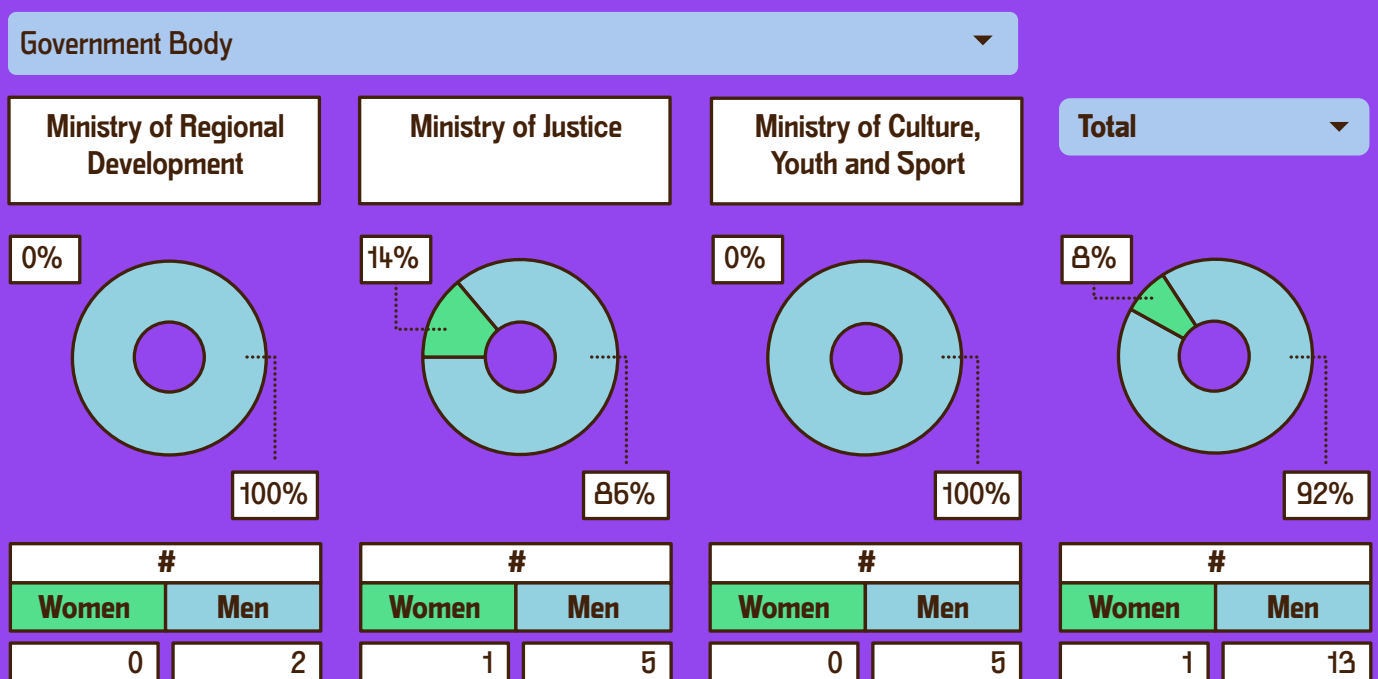 Government Body
Ministry of Regional
Development
Ministry of Justice
Ministry of Culture,
Youth and Sport
Total
0%
14%
0%
8%
100%
86%
100%
92%
# # # #
Women Men Women Men Women Men Women Men
0 2 1 5 0 5 1 13